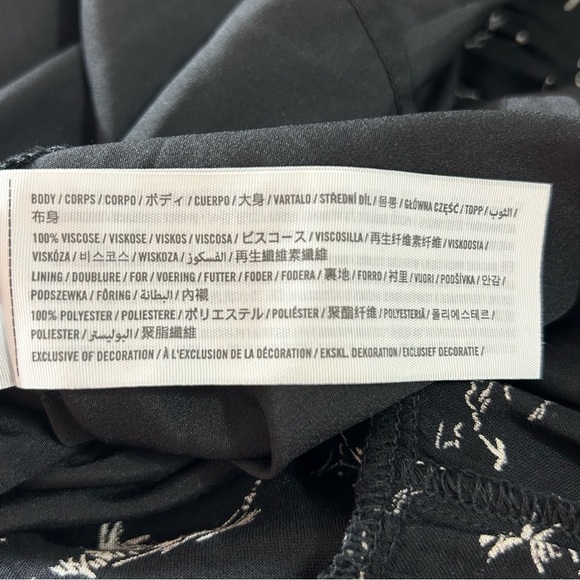 BODY / CORPS / CORPO / ボディ / CUERPO / 大身 / VARTALO / STŘEDNÍ DÍL / 몸통 / GŁÓWNA CZĘŚĆ / TOPP / الثوب /
布身
100% VISCOSE / VISKOSE / VISKOS / VISCOSA / ビスコース / VISCOSILLA / 再生纤维素纤维 / VISKOOSIA /
VISKÓZA / 비스코스 / WISKOZA / الفسكوز / 再生纖維素纖維
LINING / DOUBLURE / FOR / VOERING / FUTTER / FODER / FODERA / 裏地 / FORRO / 衬里 / VUORI / PODŠÍVKA / 안감 /
PODSZEWKA / FÔRING / البطانة / 內襯
100% POLYESTER / POLIESTERE / ポリエステル / POLIÉSTER / 聚酯纤维 / POLYESTERIÄ / 폴리에스테르 /
POLIESTER / البوليستر / 聚脂纖維
EXCLUSIVE OF DECORATION / À L'EXCLUSION DE LA DÉCORATION / EKSKL. DEKORATION / EXCLUSIEF DECORATIE /